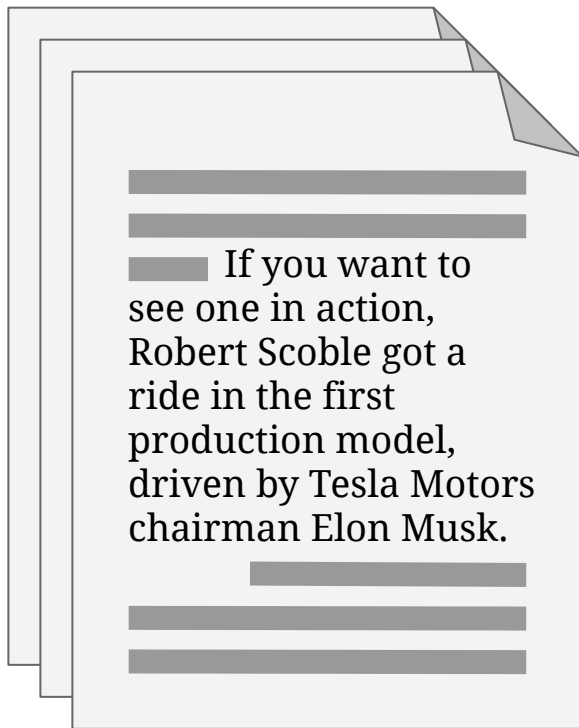 If you want to
see one in action,
Robert Scoble got a
ride in the first
production model,
driven by Tesla Motors
chairman Elon Musk.